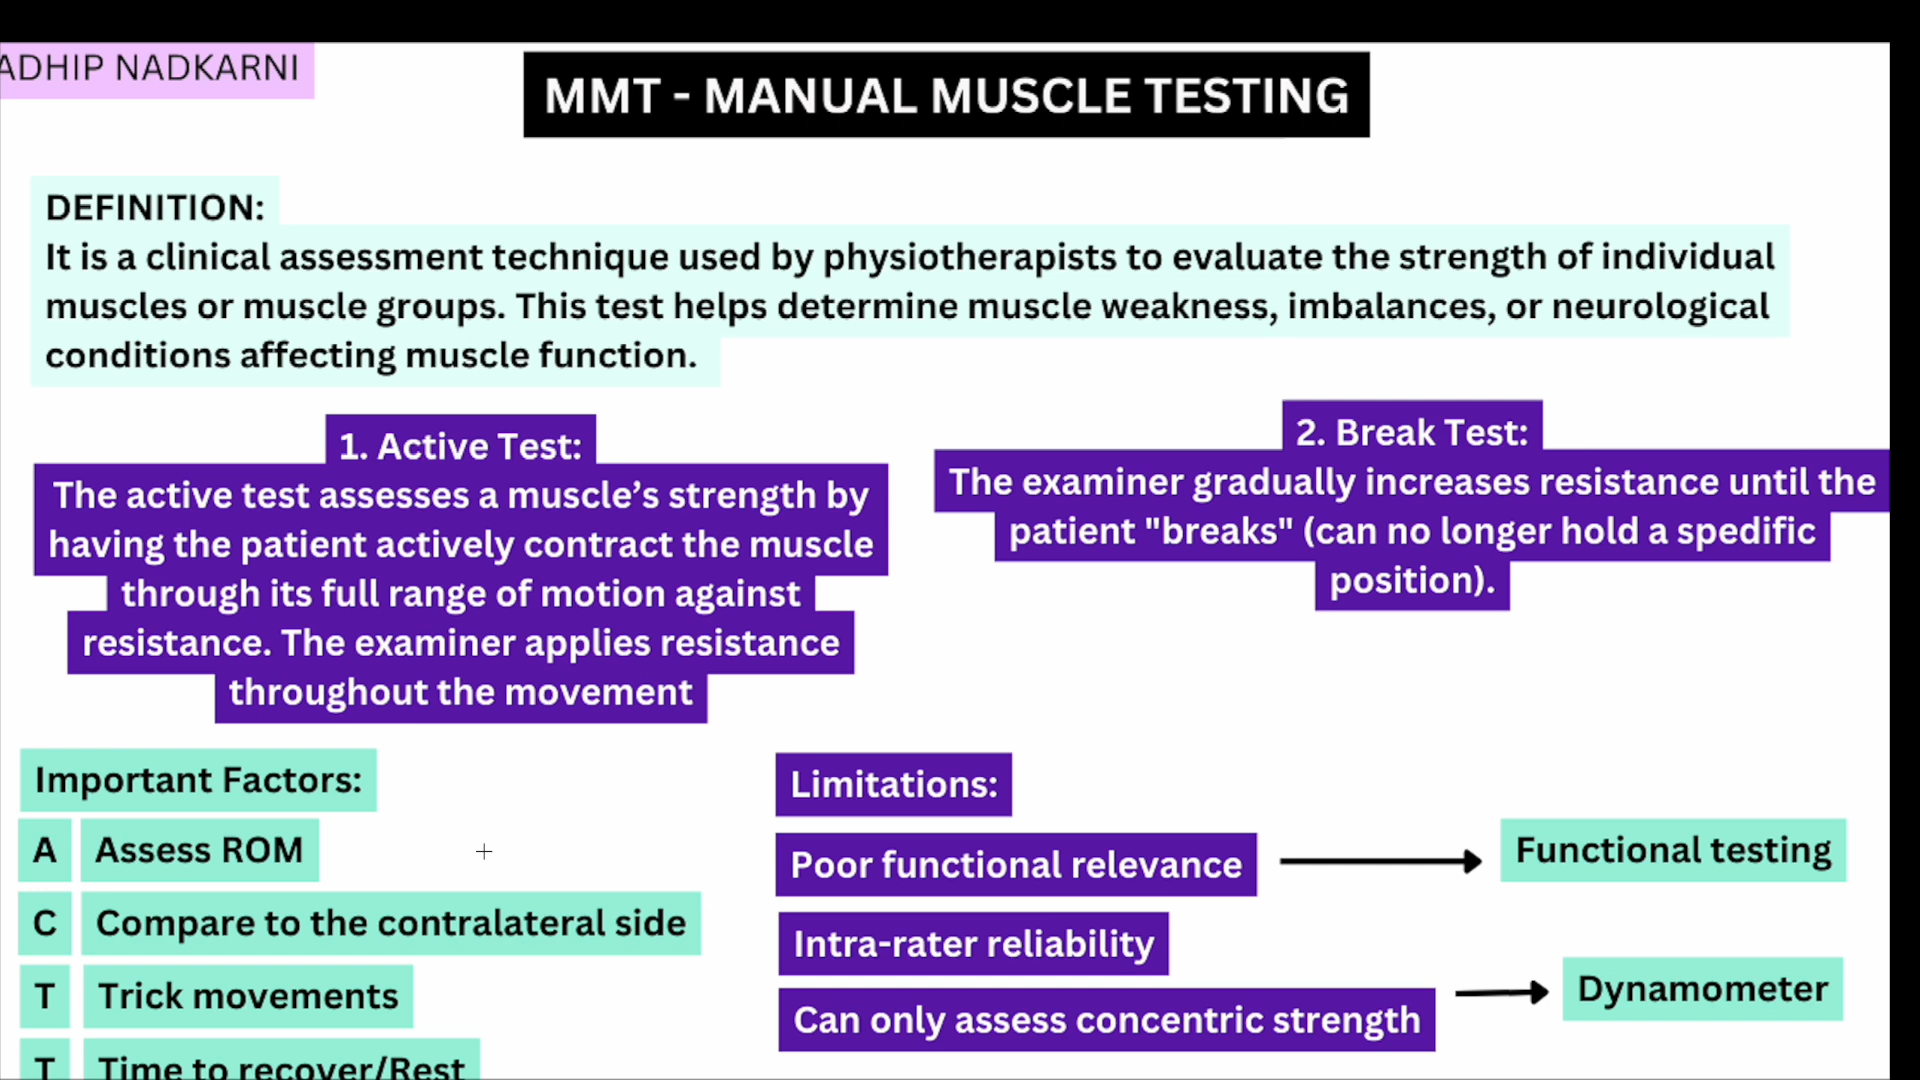 ADHIP NADKARNI
MMT - MANUAL MUSCLE TESTING
DEFINITION:
It is a clinical assessment technique used by physiotherapists to evaluate the strength of individual
muscles or muscle groups. This test helps determine muscle weakness, imbalances, or neurological
conditions affecting muscle function.
1. Active Test:
The active test assesses a muscle’s strength by
having the patient actively contract the muscle
through its full range of motion against
resistance. The examiner applies resistance
throughout the movement
2. Break Test:
The examiner gradually increases resistance until the
patient "breaks" (can no longer hold a spedific
position).
Important Factors:
A Assess ROM
C Compare to the contralateral side
T Trick movements
T Time to recover/Rest
Limitations:
Poor functional relevance
Functional testing
Intra-rater reliability
Can only assess concentric strength
Dynamometer